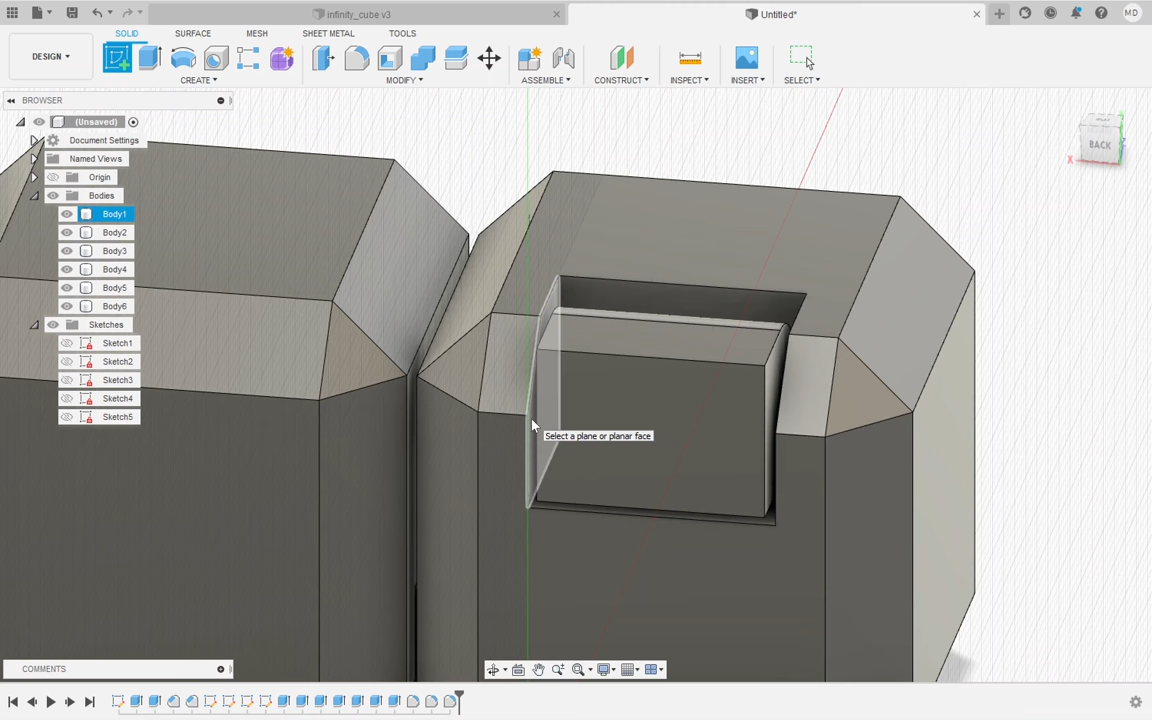 infinity_cube v3
Untitled*
MD
DESIGN
SOLID
SURFACE
MESH
SHEET METAL
TOOLS
CREATE
MODIFY
ASSEMBLE
CONSTRUCT
INSPECT
INSERT
SELECT
BROWSER
(Unsaved)
Document Settings
Named Views
Origin
Bodies
Body1
Body2
Body3
Body4
Body5
Body6
Sketches
Sketch1
Sketch2
Sketch3
Sketch4
Sketch5
BACK
X
Select a plane or planar face
COMMENTS